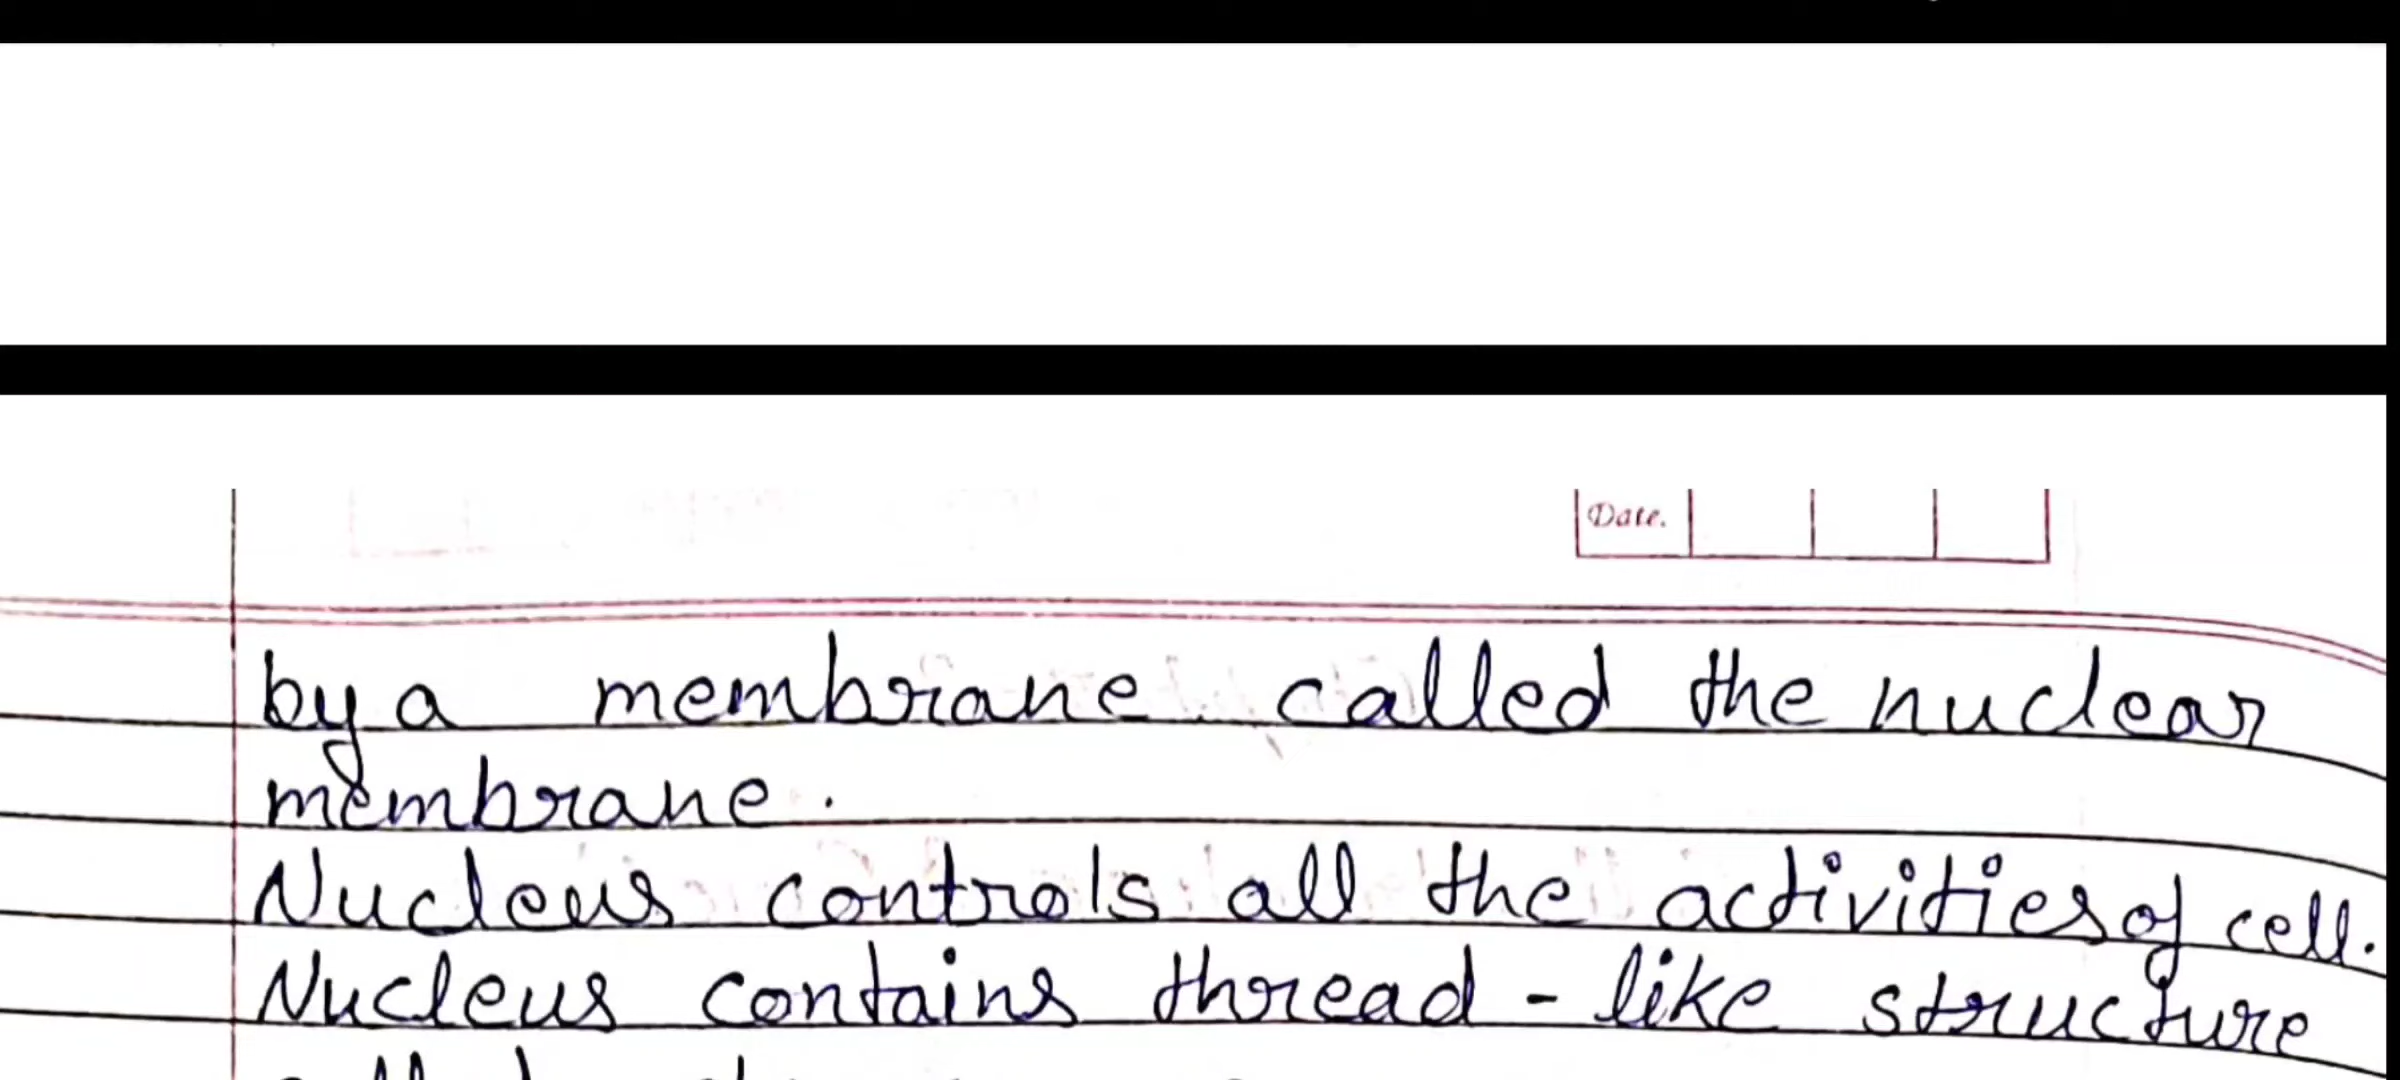 Date.
by a membrane called the nuclear
membrane.
Nucleus controls all the activities of cell.
Nucleus contains thread - like structure